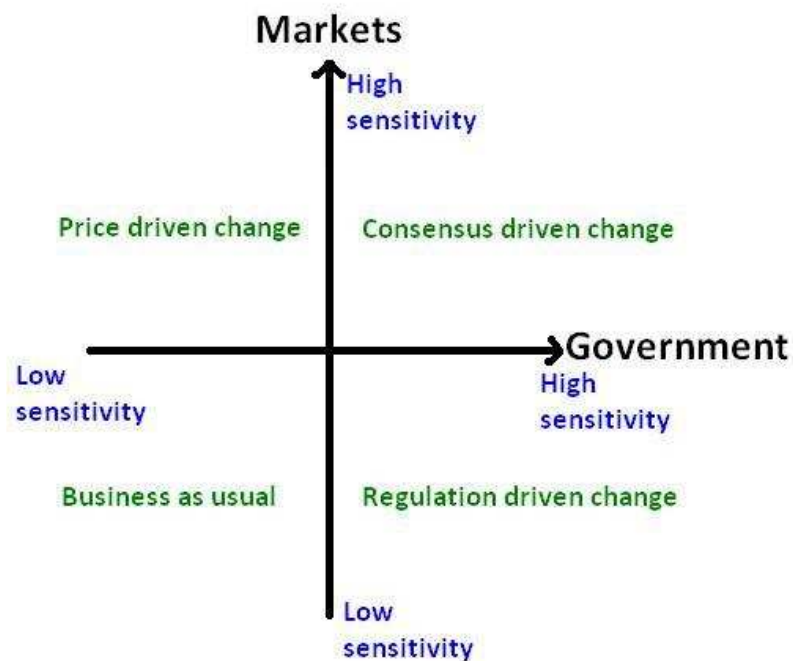 Markets
High
sensitivity
Price driven change
Consensus driven change
Government
Low
sensitivity
High
sensitivity
Business as usual
Regulation driven change
Low
sensitivity